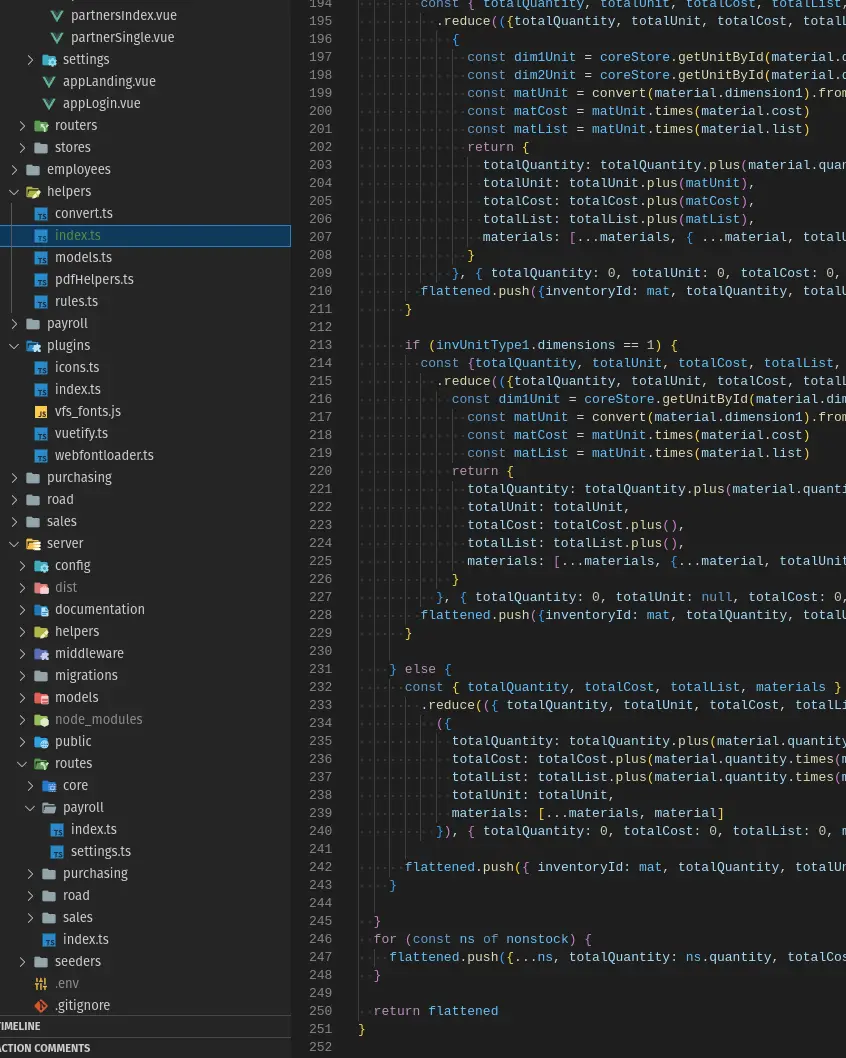 partnersIndex.vue
partnersSingle.vue
settings
appLanding.vue
appLogin.vue
routers
stores
employees
helpers
convert.ts
index.ts
models.ts
pdfHelpers.ts
rules.ts
payroll
plugins
icons.ts
index.ts
vfs_fonts.js
vuetify.ts
webfontloader.ts
purchasing
road
sales
server
config
dist
documentation
helpers
middleware
migrations
models
node_modules
public
routes
core
payroll
index.ts
settings.ts
purchasing
road
sales
index.ts
seeders
.env
.gitignore
TIMELINE
ACTION COMMENTS
194 const { totalQuantity, totalUnit, totalCost, totalList,
195 .reduce(({totalQuantity, totalUnit, totalCost, totalL
196 {
197 const dim1Unit = coreStore.getUnitById(material.d
198 const dim2Unit = coreStore.getUnitById(material.d
199 const matUnit = convert(material.dimension1).from
200 const matCost = matUnit.times(material.cost)
201 const matList = matUnit.times(material.list)
202 return {
203 totalQuantity: totalQuantity.plus(material.quan
204 totalUnit: totalUnit.plus(matUnit),
205 totalCost: totalCost.plus(matCost),
206 totalList: totalList.plus(matList),
207 materials: [...materials, { ...material, totalU
208 }
209 }, { totalQuantity: 0, totalUnit: 0, totalCost: 0,
210 flattened.push({inventoryId: mat, totalQuantity, totalU
211 }
212
213 if (invUnitType1.dimensions == 1) {
214 const {totalQuantity, totalUnit, totalCost, totalList,
215 .reduce(({totalQuantity, totalUnit, totalCost, totalL
216 const dim1Unit = coreStore.getUnitById(material.dim
217 const matUnit = convert(material.dimension1).from
218 const matCost = matUnit.times(material.cost)
219 const matList = matUnit.times(material.list)
220 return {
221 totalQuantity: totalQuantity.plus(material.quanti
222 totalUnit: totalUnit,
223 totalCost: totalCost.plus(),
224 totalList: totalList.plus(),
225 materials: [...materials, {...material, totalUnit
226 }
227 }, { totalQuantity: 0, totalUnit: null, totalCost: 0,
228 flattened.push({inventoryId: mat, totalQuantity, totalU
229 }
230
231 } else {
232 const { totalQuantity, totalCost, totalList, materials }
233 .reduce(({ totalQuantity, totalUnit, totalCost, totalLi
234 ({
235 totalQuantity: totalQuantity.plus(material.quantity
236 totalCost: totalCost.plus(material.quantity.times(m
237 totalList: totalList.plus(material.quantity.times(m
238 totalUnit: totalUnit,
239 materials: [...materials, material]
240 }), { totalQuantity: 0, totalCost: 0, totalList: 0, m
241
242 flattened.push({ inventoryId: mat, totalQuantity, totalUn
243 }
244
245 }
246 for (const ns of nonstock) {
247 flattened.push({...ns, totalQuantity: ns.quantity, totalCos
248 }
249
250 return flattened
251 }
252